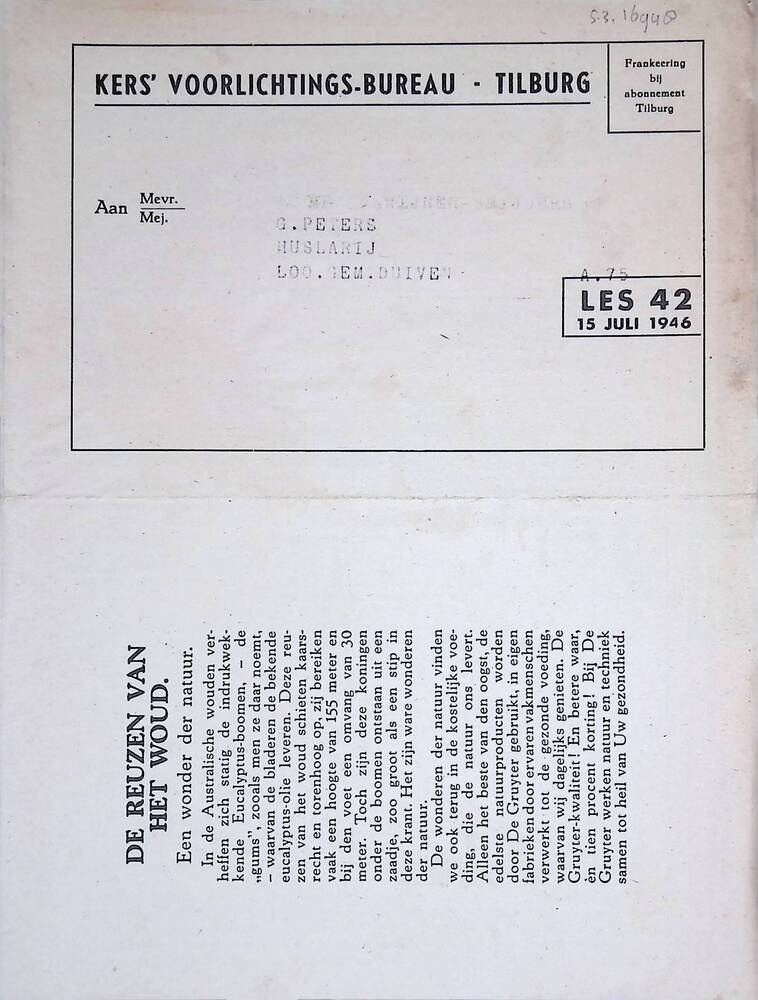 S.3.16948
KERS' VOORLICHTINGS-BUREAU - TILBURG
Frankeering
bij
abonnement
Tilburg
Aan Mevr.
Mej.
G.PETERS
HUSLARIJ
LOO.GEM.DUIVEN A.75
LES 42
15 JULI 1946
DE REUZEN VAN
HET WOUD.
Een wonder der natuur.
In de Australische wouden ver-
heffen zich statig de indrukwek-
kende Eucalyptus-boomen, – de
„gums”, zooals men ze daar noemt,
– waarvan de bladeren de bekende
eucalyptus-olie leveren. Deze reu-
zen van het woud schieten kaars-
recht en torenhoog op, zij bereiken
vaak een hoogte van 155 meter en
bij den voet een omvang van 30
meter. Toch zijn deze koningen
onder de boomen ontstaan uit een
zaadje, zoo groot als een stip in
deze krant. Het zijn ware wonderen
der natuur.
De wonderen der natuur vinden
we ook terug in de kostelijke voe-
ding, die de natuur ons levert.
Alleen het beste van den oogst, de
edelste natuurproducten worden
door De Gruyter gebruikt, in eigen
fabrieken door ervaren vakmenschen
verwerkt tot de gezonde voeding,
waarvan wij dagelijks genieten. De
Gruyter-kwaliteit! En betere waar,
èn tien procent korting! Bij De
Gruyter werken natuur en techniek
samen tot heil van Uw gezondheid.